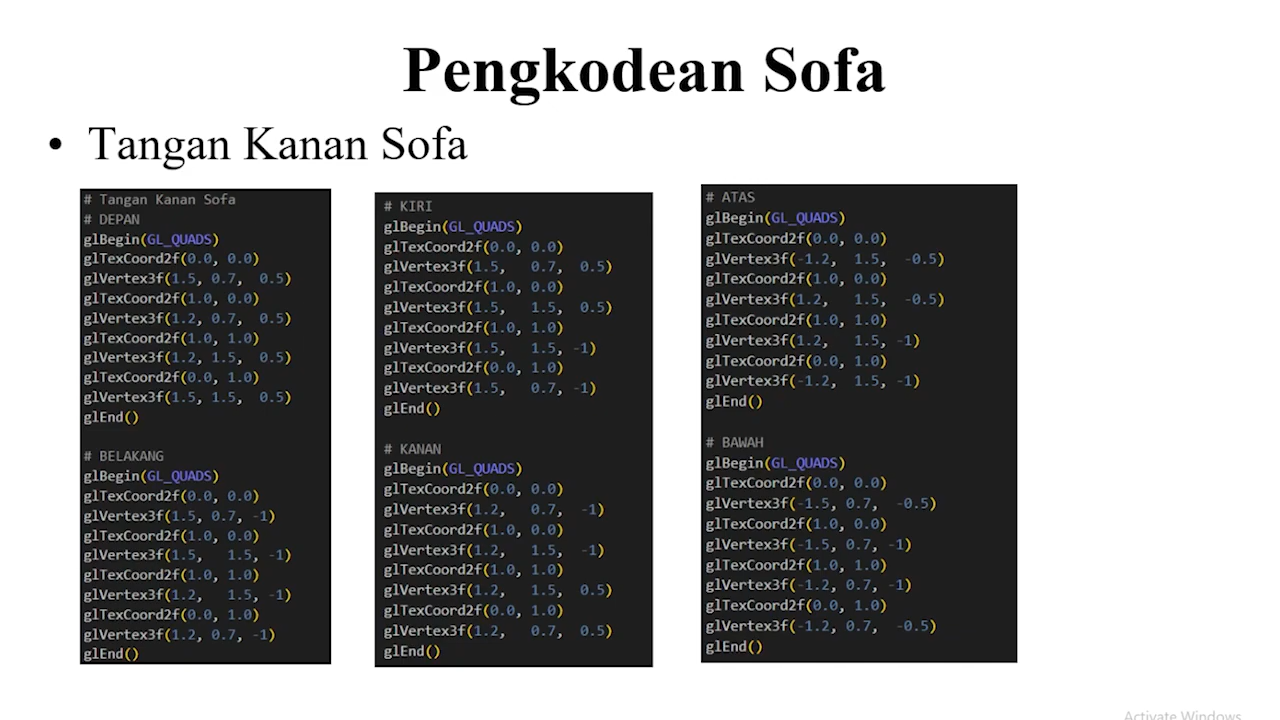 Pengkodean Sofa
• Tangan Kanan Sofa
# Tangan Kanan Sofa
# DEPAN
glBegin(GL_QUADS)
glTexCoord2f(0.0, 0.0)
glVertex3f(1.5, 0.7,  0.5)
glTexCoord2f(1.0, 0.0)
glVertex3f(1.2, 0.7,  0.5)
glTexCoord2f(1.0, 1.0)
glVertex3f(1.2, 1.5,  0.5)
glTexCoord2f(0.0, 1.0)
glVertex3f(1.5, 1.5,  0.5)
glEnd()
# BELAKANG
glBegin(GL_QUADS)
glTexCoord2f(0.0, 0.0)
glVertex3f(1.5, 0.7, -1)
glTexCoord2f(1.0, 0.0)
glVertex3f(1.5,   1.5, -1)
glTexCoord2f(1.0, 1.0)
glVertex3f(1.2,   1.5, -1)
glTexCoord2f(0.0, 1.0)
glVertex3f(1.2, 0.7, -1)
glEnd()
# KIRI
glBegin(GL_QUADS)
glTexCoord2f(0.0, 0.0)
glVertex3f(1.5,   0.7,  0.5)
glTexCoord2f(1.0, 0.0)
glVertex3f(1.5,   1.5,  0.5)
glTexCoord2f(1.0, 1.0)
glVertex3f(1.5,   1.5, -1)
glTexCoord2f(0.0, 1.0)
glVertex3f(1.5,   0.7, -1)
glEnd()
# KANAN
glBegin(GL_QUADS)
glTexCoord2f(0.0, 0.0)
glVertex3f(1.2,   0.7,  -1)
glTexCoord2f(1.0, 0.0)
glVertex3f(1.2,   1.5,  -1)
glTexCoord2f(1.0, 1.0)
glVertex3f(1.2,   1.5,  0.5)
glTexCoord2f(0.0, 1.0)
glVertex3f(1.2,   0.7,  0.5)
glEnd()
# ATAS
glBegin(GL_QUADS)
glTexCoord2f(0.0, 0.0)
glVertex3f(-1.2,  1.5,  -0.5)
glTexCoord2f(1.0, 0.0)
glVertex3f(1.2,   1.5,  -0.5)
glTexCoord2f(1.0, 1.0)
glVertex3f(1.2,   1.5, -1)
glTexCoord2f(0.0, 1.0)
glVertex3f(-1.2,  1.5, -1)
glEnd()
# BAWAH
glBegin(GL_QUADS)
glTexCoord2f(0.0, 0.0)
glVertex3f(-1.5, 0.7,  -0.5)
glTexCoord2f(1.0, 0.0)
glVertex3f(-1.5, 0.7, -1)
glTexCoord2f(1.0, 1.0)
glVertex3f(-1.2, 0.7, -1)
glTexCoord2f(0.0, 1.0)
glVertex3f(-1.2, 0.7,  -0.5)
glEnd()
Activate Windows